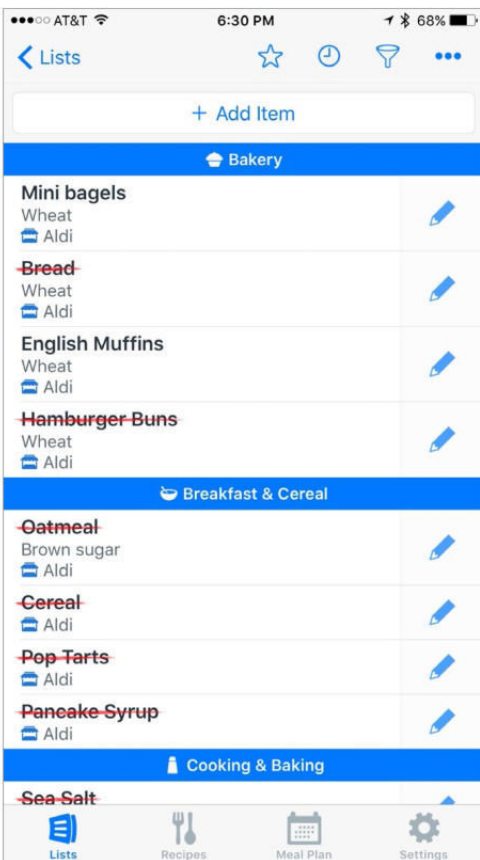 AT&T 6:30 PM 68%
Lists
+ Add Item
Bakery
Mini bagels
Wheat
Aldi
Bread
Wheat
Aldi
English Muffins
Wheat
Aldi
Hamburger Buns
Wheat
Aldi
Breakfast & Cereal
Oatmeal
Brown sugar
Aldi
Cereal
Aldi
Pop Tarts
Aldi
Pancake Syrup
Aldi
Cooking & Baking
Sea Salt
Lists Recipes Meal Plan Settings